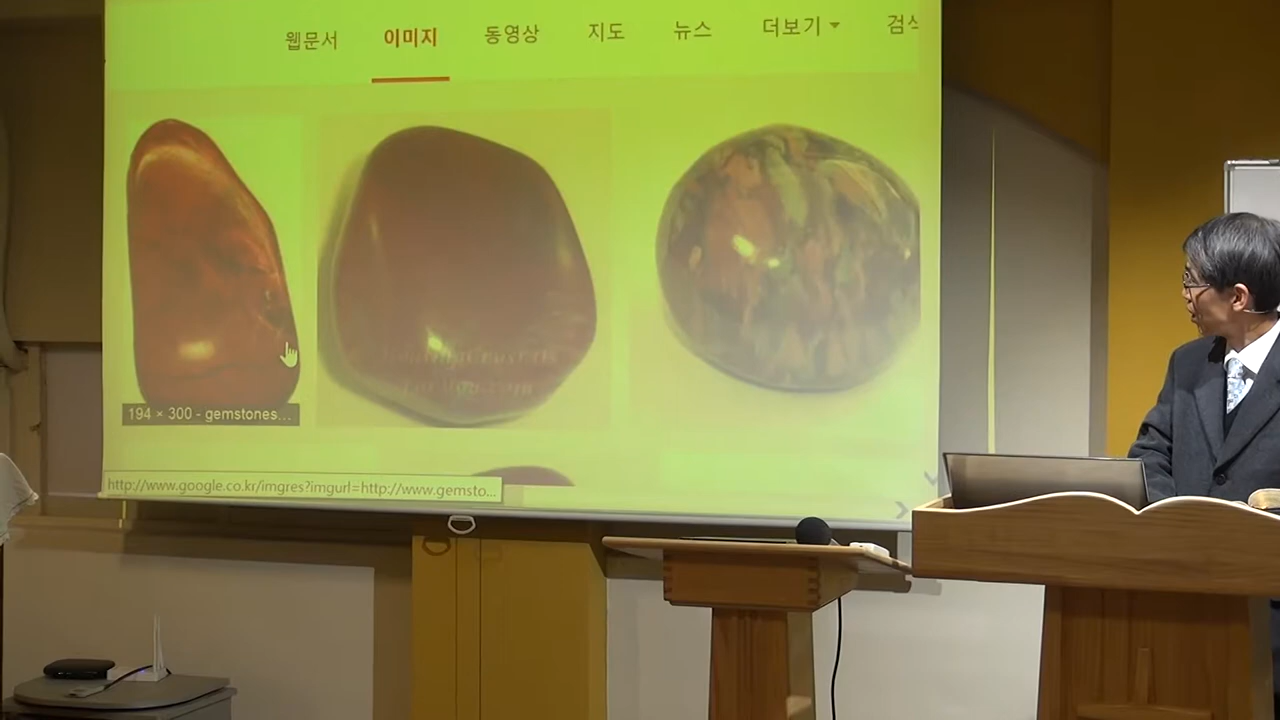 웹문서 이미지 동영상 지도 뉴스 더보기
194 × 300 - gemstones...
http://www.google.co.kr/imgres?imgurl=http://www.gemsto...